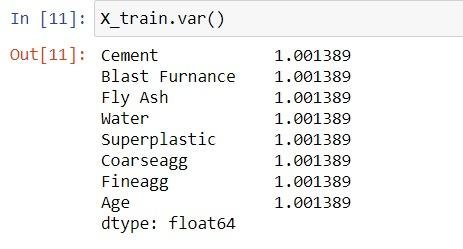 In [11]: X_train.var()
Out[11]: Cement 1.001389
Blast Furnance 1.001389
Fly Ash 1.001389
Water 1.001389
Superplastic 1.001389
Coarseagg 1.001389
Fineagg 1.001389
Age 1.001389
dtype: float64